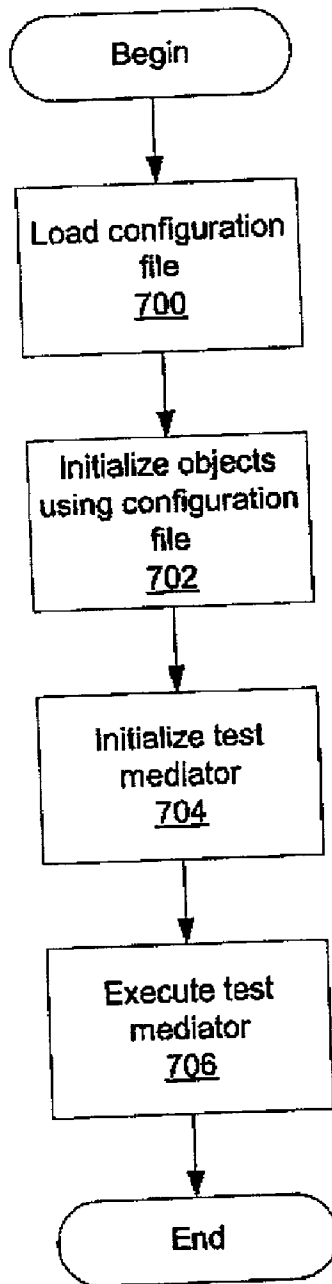 Begin
Load configuration
file
700
Initialize objects
using configuration
file
702
Initialize test
mediator
704
Execute test
mediator
706
End